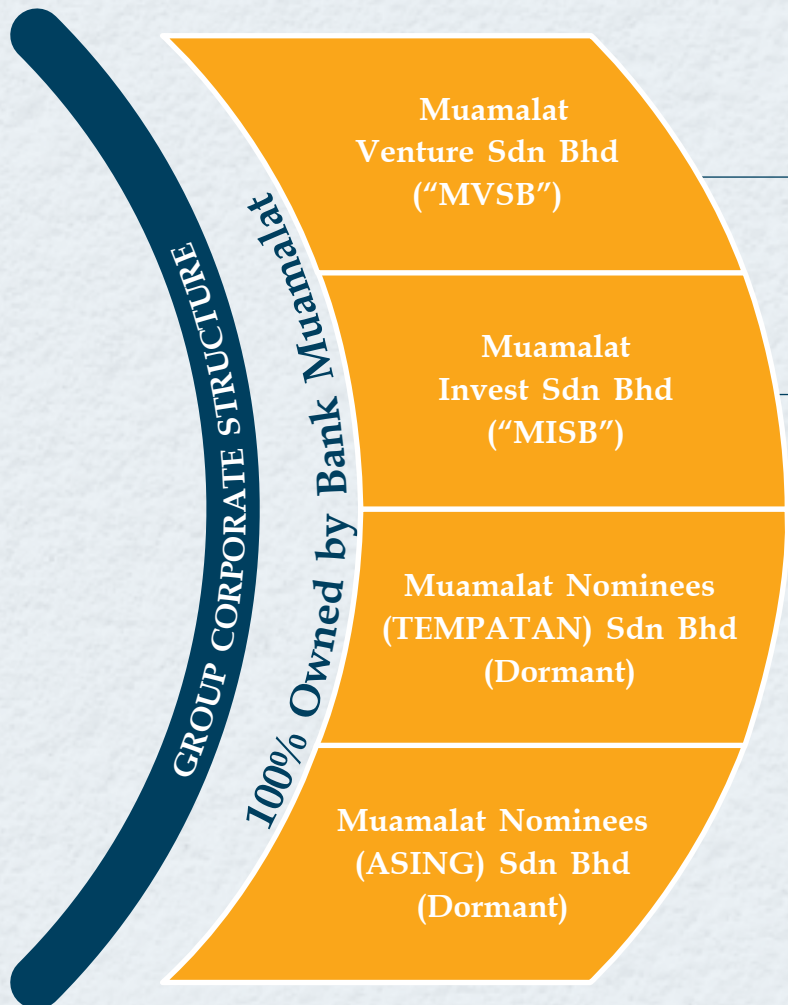 GROUP CORPORATE STRUCTURE
100% Owned by Bank Muamalat
Muamalat
Venture Sdn Bhd
(“MVSB”)
Muamalat
Invest Sdn Bhd
(“MISB”)
Muamalat Nominees
(TEMPATAN) Sdn Bhd
(Dormant)
Muamalat Nominees
(ASING) Sdn Bhd
(Dormant)